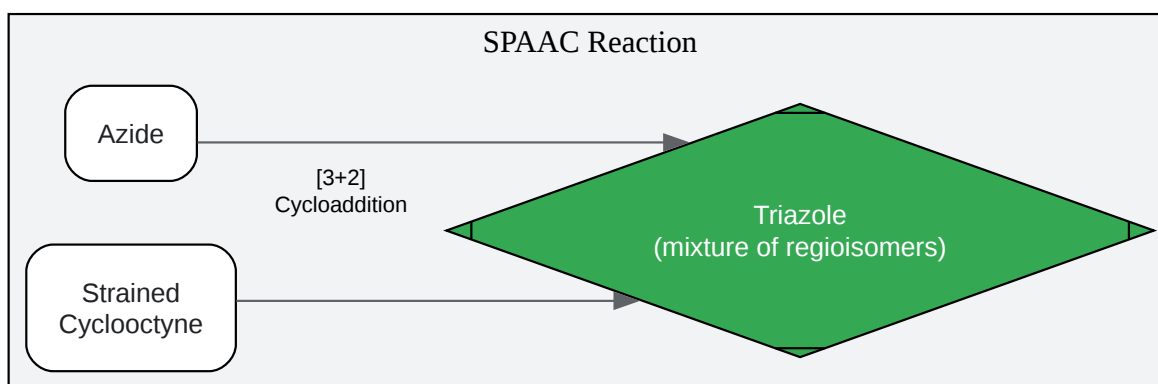 SPAAC Reaction
Azide
[3+2]
Cycloaddition
Strained
Cyclooctyne
Triazole
(mixture of regioisomers)